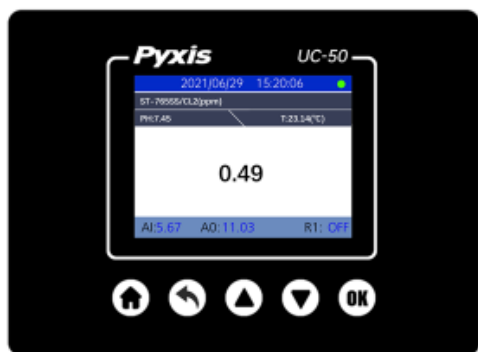 Pyxis UC-50
2021/06/29 15:20:06
ST-765SS/CL2(ppm)
PH:7.45 T:23.14(°C)
0.49
AI:5.67 AO:11.03 R1: OFF
OK